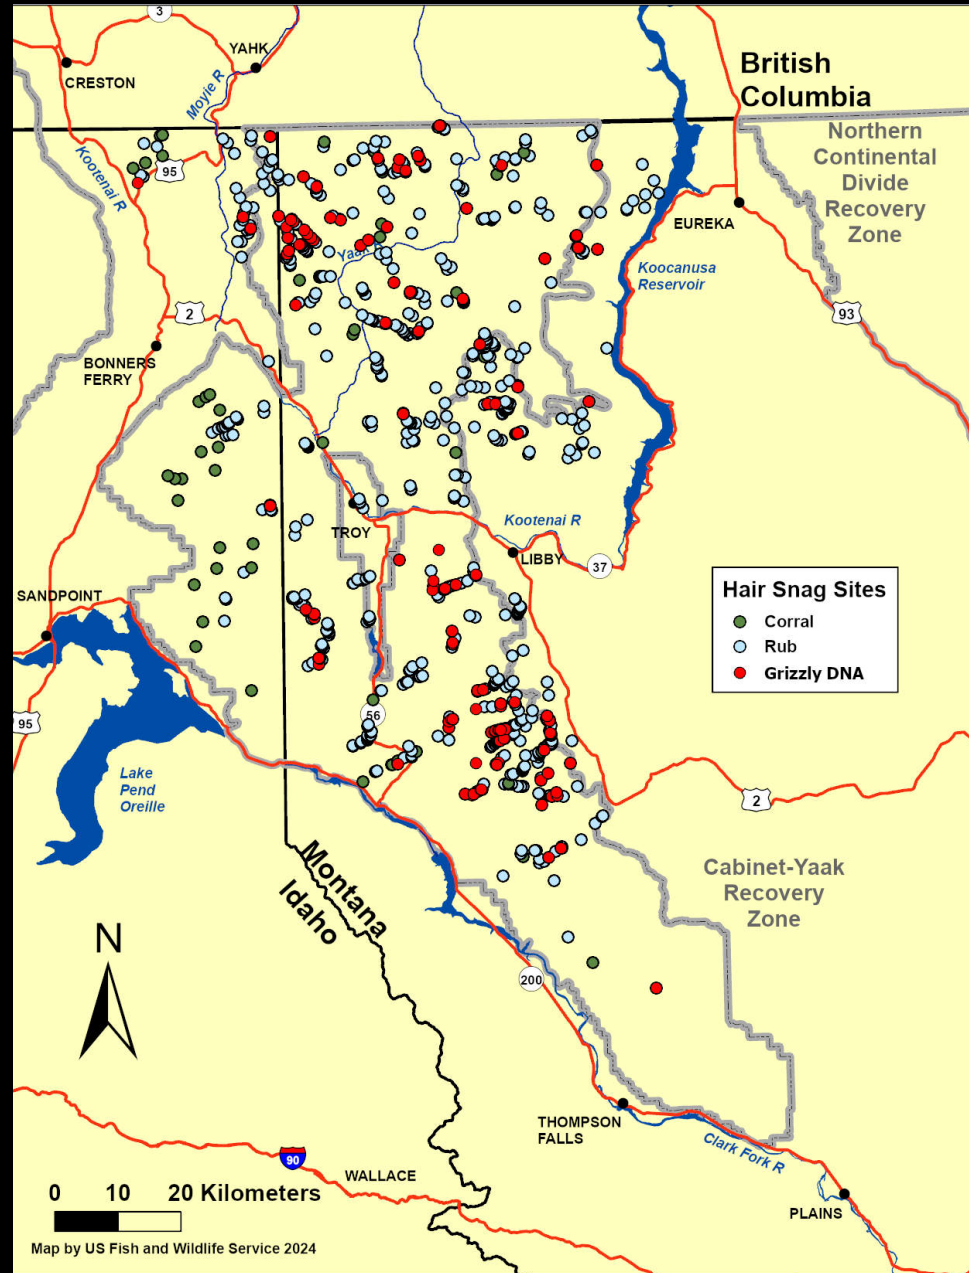 3
YAHK
CRESTON
Moyie R
British
Columbia
Northern
Continental
Divide
Recovery
Zone
Kootenai R
95
EUREKA
Yaak
Koocanusa
Reservoir
2
93
BONNERS
FERRY
TROY
Kootenai R
LIBBY
37
SANDPOINT
Hair Snag Sites
Corral
Rub
Grizzly DNA
95
56
Lake
Pend
Oreille
2
Montana
Idaho
Cabinet-Yaak
Recovery
Zone
N
200
THOMPSON
FALLS
Clark Fork R
90
WALLACE
PLAINS
0 10 20 Kilometers
Map by US Fish and Wildlife Service 2024